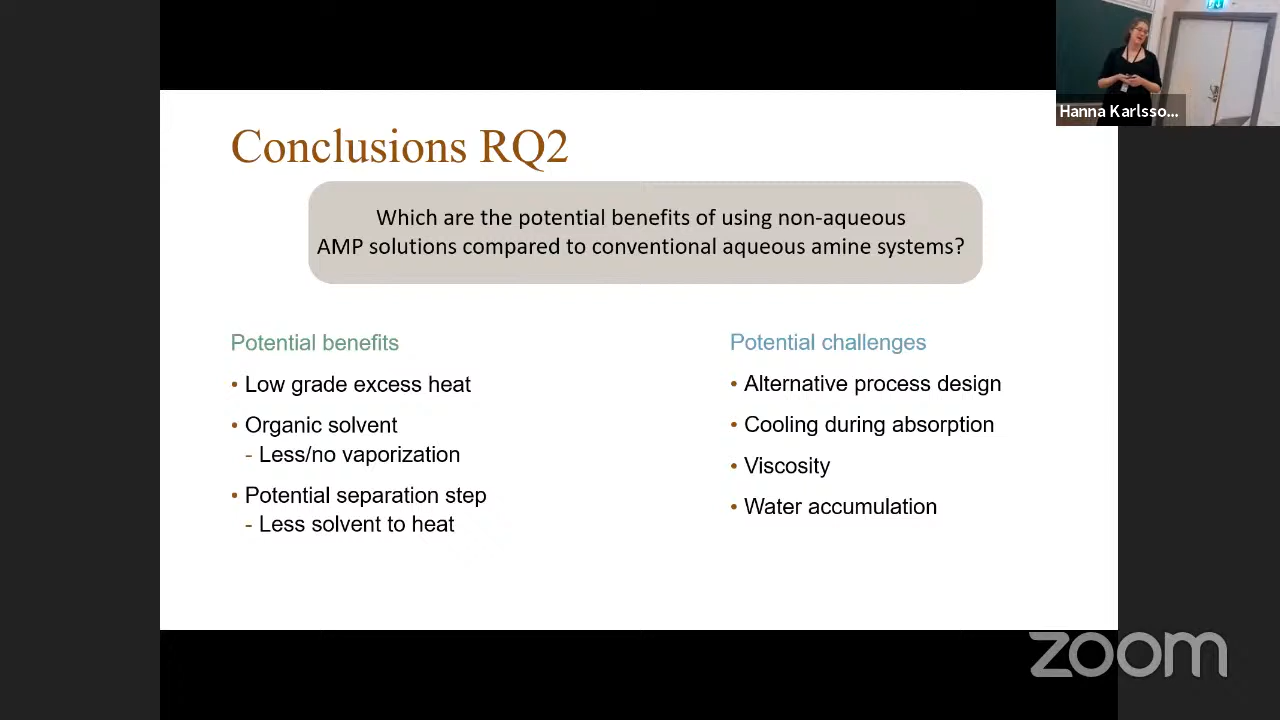 Hanna Karlsso...
Conclusions RQ2
Which are the potential benefits of using non-aqueous
AMP solutions compared to conventional aqueous amine systems?
Potential benefits
• Low grade excess heat
• Organic solvent
- Less/no vaporization
• Potential separation step
- Less solvent to heat
Potential challenges
• Alternative process design
• Cooling during absorption
• Viscosity
• Water accumulation
zoom